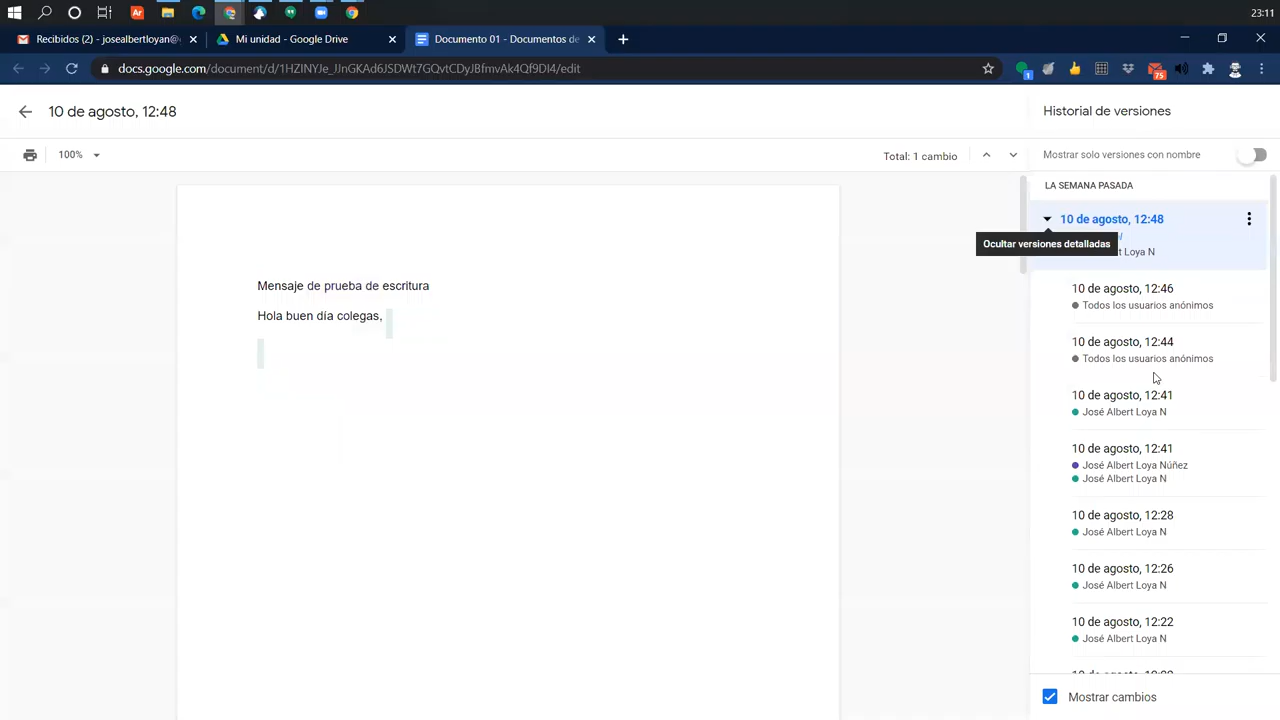 23:11
Recibidos (2) - josealbertloyan@
Mi unidad - Google Drive
Documento 01 - Documentos de
docs.google.com/document/d/1HZINYJe_JJnGKAd6JSDWt7GQvtCDyJBfmvAk4Qf9DI4/edit
1
75
10 de agosto, 12:48
Historial de versiones
100%
Total: 1 cambio
Mostrar solo versiones con nombre
LA SEMANA PASADA
10 de agosto, 12:48
Ocultar versiones detalladas
t Loya N
Mensaje de prueba de escritura
Hola buen día colegas,
10 de agosto, 12:46
Todos los usuarios anónimos
10 de agosto, 12:44
Todos los usuarios anónimos
10 de agosto, 12:41
José Albert Loya N
10 de agosto, 12:41
José Albert Loya Núñez
José Albert Loya N
10 de agosto, 12:28
José Albert Loya N
10 de agosto, 12:26
José Albert Loya N
10 de agosto, 12:22
José Albert Loya N
Mostrar cambios